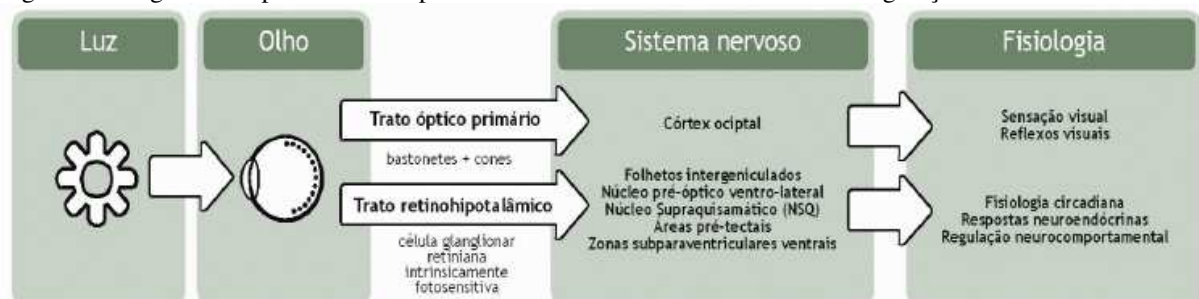 Luz
Olho
Sistema nervoso
Fisiologia
Trato óptico primário
bastonetes + cones
Trato retinohipotalâmico
célula glanglionar
retiniana
intrinsicamente
fotosensitiva
Córtex ociptal
Folhetos intergeniculados
Núcleo pré-óptico ventro-lateral
Núcleo Supraquisamático (NSQ)
Áreas pré-tectais
Zonas subparaventriculares ventrais
Sensação visual
Reflexos visuais
Fisiologia circadiana
Respostas neuroendócrinas
Regulação neurocomportamental